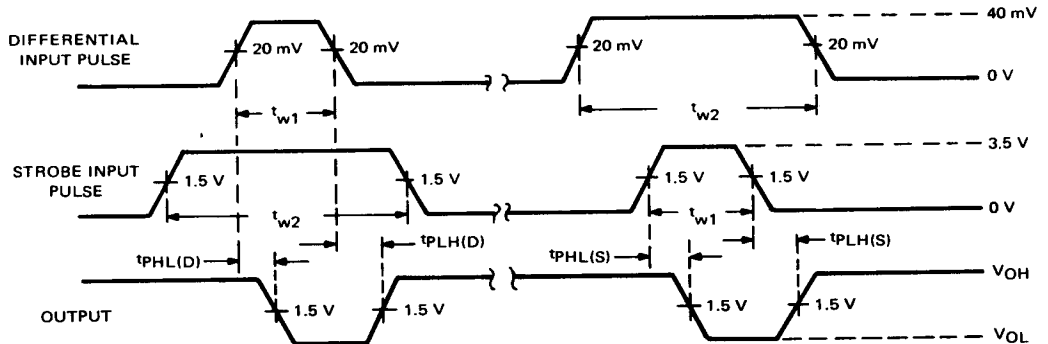 40 mV
DIFFERENTIAL
INPUT PULSE
20 mV
20 mV
20 mV
20 mV
0 V
tw1
tw2
3.5 V
STROBE INPUT
PULSE
1.5 V
1.5 V
1.5 V
1.5 V
tw2
tw1
0 V
tPHL(D)
tPLH(D)
tPHL(S)
tPLH(S)
VOH
OUTPUT
1.5 V
1.5 V
1.5 V
1.5 V
VOL